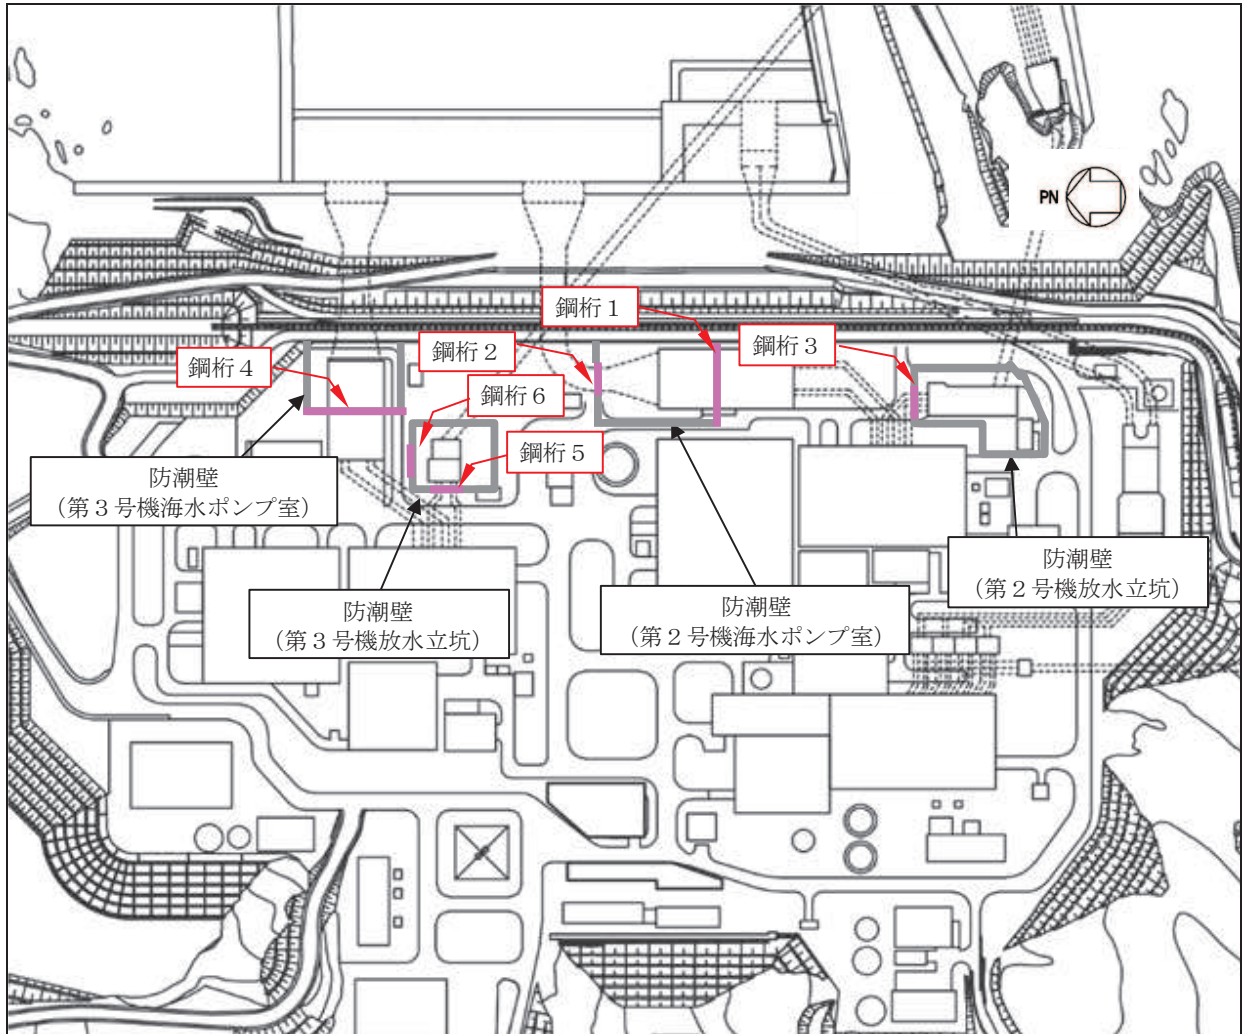 PN
鋼桁１
鋼桁２
鋼桁３
鋼桁４
鋼桁６
鋼桁５
防潮壁
（第３号機海水ポンプ室）
防潮壁
（第２号機放水立坑）
防潮壁
（第３号機放水立坑）
防潮壁
（第２号機海水ポンプ室）